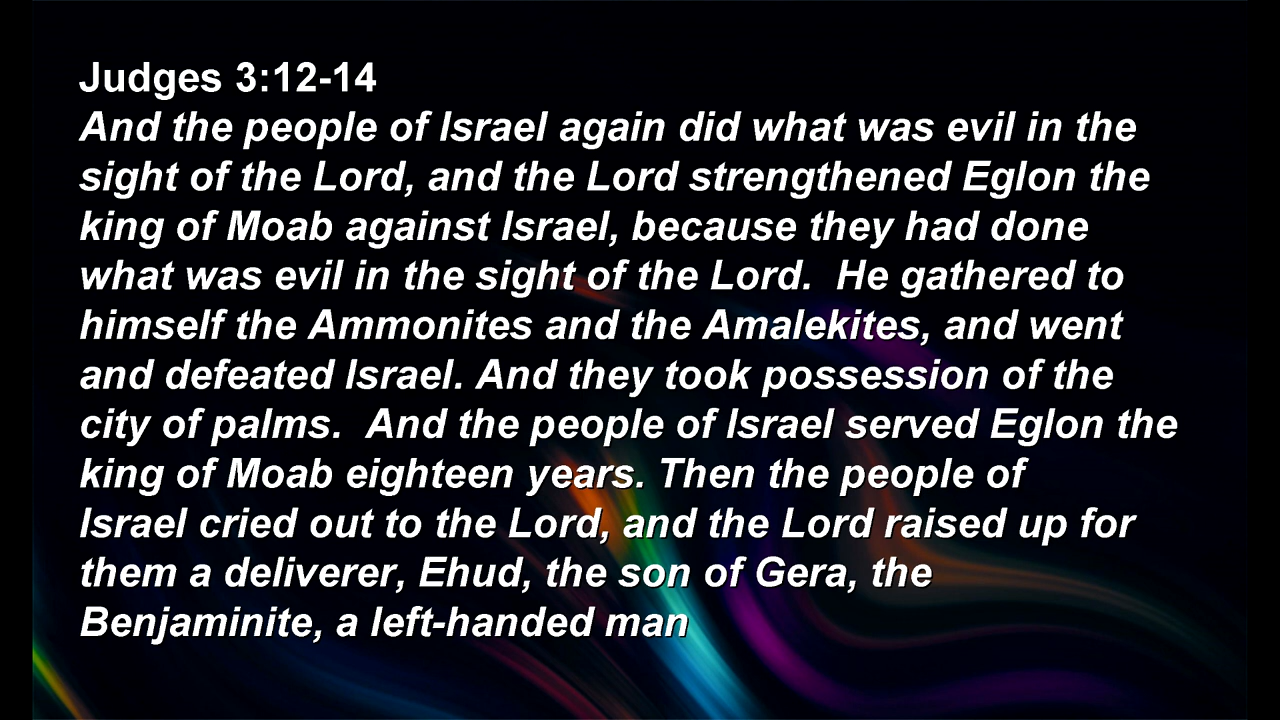 Judges 3:12-14
And the people of Israel again did what was evil in the
sight of the Lord, and the Lord strengthened Eglon the
king of Moab against Israel, because they had done
what was evil in the sight of the Lord.  He gathered to
himself the Ammonites and the Amalekites, and went
and defeated Israel. And they took possession of the
city of palms.  And the people of Israel served Eglon the
king of Moab eighteen years. Then the people of
Israel cried out to the Lord, and the Lord raised up for
them a deliverer, Ehud, the son of Gera, the
Benjaminite, a left-handed man